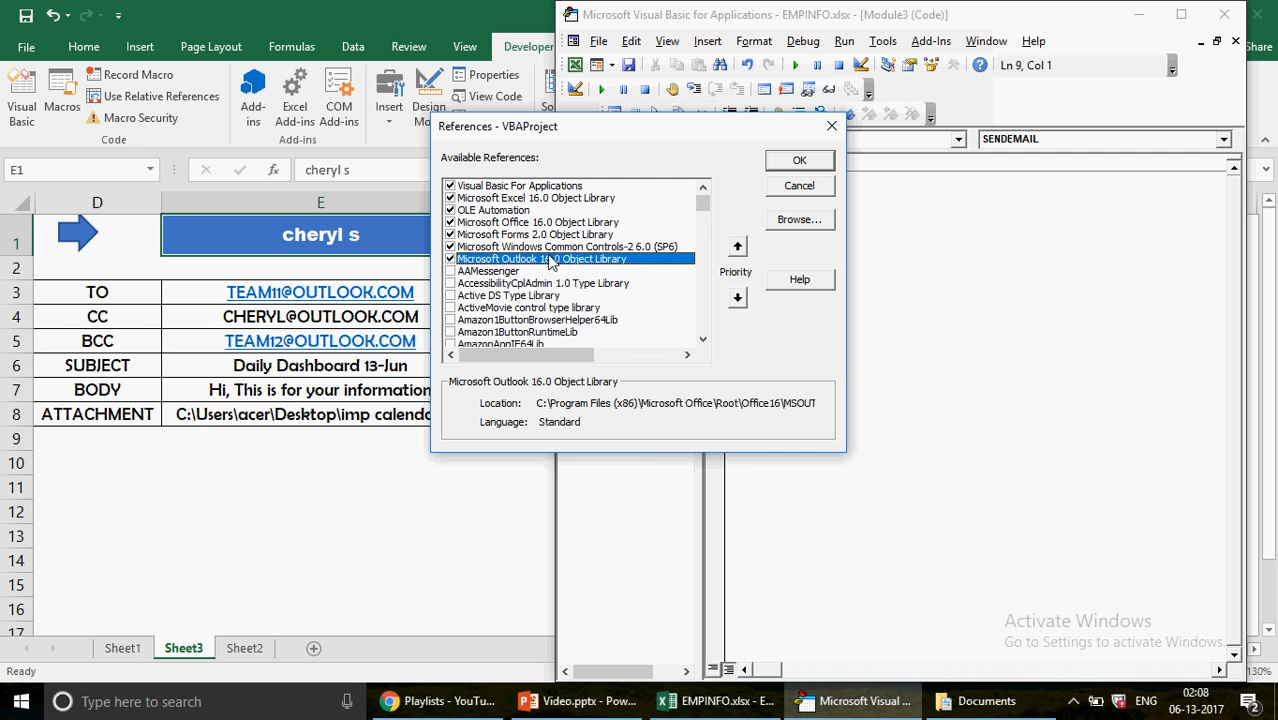 Microsoft Visual Basic for Applications - EMPINFO.xlsx - [Module3 (Code)]
File Home Insert Page Layout Formulas Data Review View Developer
Share
File Edit View Insert Format Debug Run Tools Add-Ins Window Help
Ln 9, Col 1
Visual Basic
Macros
Record Macro
Use Relative References
Macro Security
Code
Add-ins
Excel Add-ins
COM Add-ins
Add-ins
Insert
Design
Properties
View Code
E1
fx
cheryl s
SENDEMAIL
References - VBAProject
Available References:
Visual Basic For Applications
Microsoft Excel 16.0 Object Library
OLE Automation
Microsoft Office 16.0 Object Library
Microsoft Forms 2.0 Object Library
Microsoft Windows Common Controls-2 6.0 (SP6)
Microsoft Outlook 16.0 Object Library
AAMessenger
AccessibilityCplAdmin 1.0 Type Library
Active DS Type Library
ActiveMovie control type library
Amazon1ButtonBrowserHelper64Lib
Amazon1ButtonRuntimeLib
AmazonAppIE64Lib
OK
Cancel
Browse...
Priority
Help
Microsoft Outlook 16.0 Object Library
Location: C:\Program Files (x86)\Microsoft Office\Root\Office16\MSOUT
Language: Standard
D E
1 cheryl s
2
3 TO TEAM11@OUTLOOK.COM
4 CC CHERYL@OUTLOOK.COM
5 BCC TEAM12@OUTLOOK.COM
6 SUBJECT Daily Dashboard 13-Jun
7 BODY Hi, This is for your information
8 ATTACHMENT C:\Users\acer\Desktop\imp calend
9
10
11
12
13
14
15
16
17
Activate Windows
Go to Settings to activate Windows.
Sheet1 Sheet3 Sheet2
Ready
130%
Type here to search
Playlists - YouTu...
Video.pptx - Pow...
EMPINFO.xlsx - E...
Microsoft Visual ...
Documents
ENG
02:08
06-13-2017
2